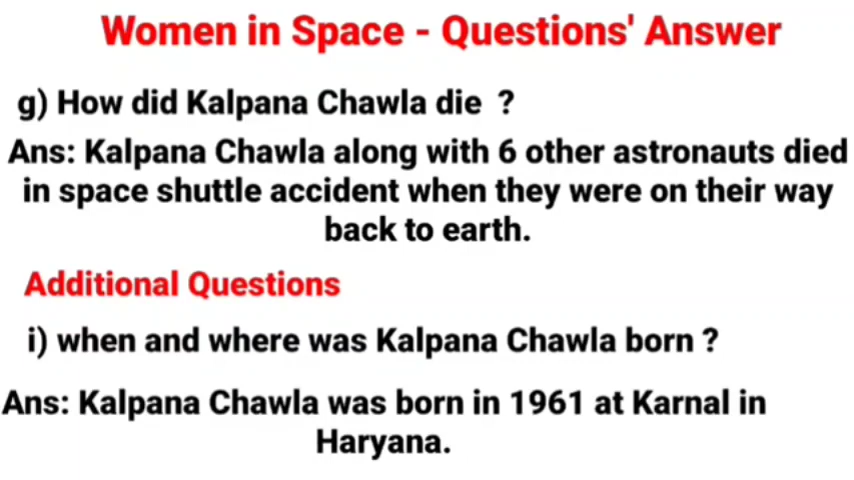 Women in Space - Questions' Answer
g) How did Kalpana Chawla die ?
Ans: Kalpana Chawla along with 6 other astronauts died
in space shuttle accident when they were on their way
back to earth.
Additional Questions
i) when and where was Kalpana Chawla born ?
Ans: Kalpana Chawla was born in 1961 at Karnal in
Haryana.